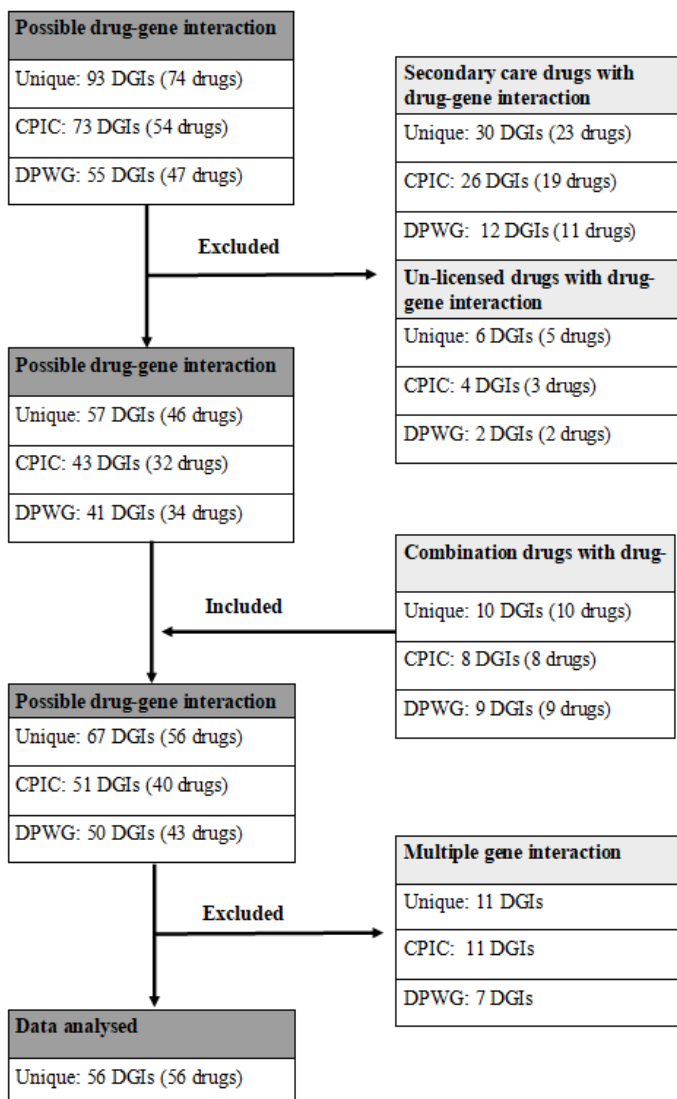 Possible drug-gene interaction
Unique: 93 DGIs (74 drugs)
CPIC: 73 DGIs (54 drugs)
DPWG: 55 DGIs (47 drugs)
Excluded
Secondary care drugs with
drug-gene interaction
Unique: 30 DGIs (23 drugs)
CPIC: 26 DGIs (19 drugs)
DPWG: 12 DGIs (11 drugs)
Un-licensed drugs with drug-
gene interaction
Unique: 6 DGIs (5 drugs)
CPIC: 4 DGIs (3 drugs)
DPWG: 2 DGIs (2 drugs)
Possible drug-gene interaction
Unique: 57 DGIs (46 drugs)
CPIC: 43 DGIs (32 drugs)
DPWG: 41 DGIs (34 drugs)
Included
Combination drugs with drug-
Unique: 10 DGIs (10 drugs)
CPIC: 8 DGIs (8 drugs)
DPWG: 9 DGIs (9 drugs)
Possible drug-gene interaction
Unique: 67 DGIs (56 drugs)
CPIC: 51 DGIs (40 drugs)
DPWG: 50 DGIs (43 drugs)
Excluded
Multiple gene interaction
Unique: 11 DGIs
CPIC: 11 DGIs
DPWG: 7 DGIs
Data analysed
Unique: 56 DGIs (56 drugs)